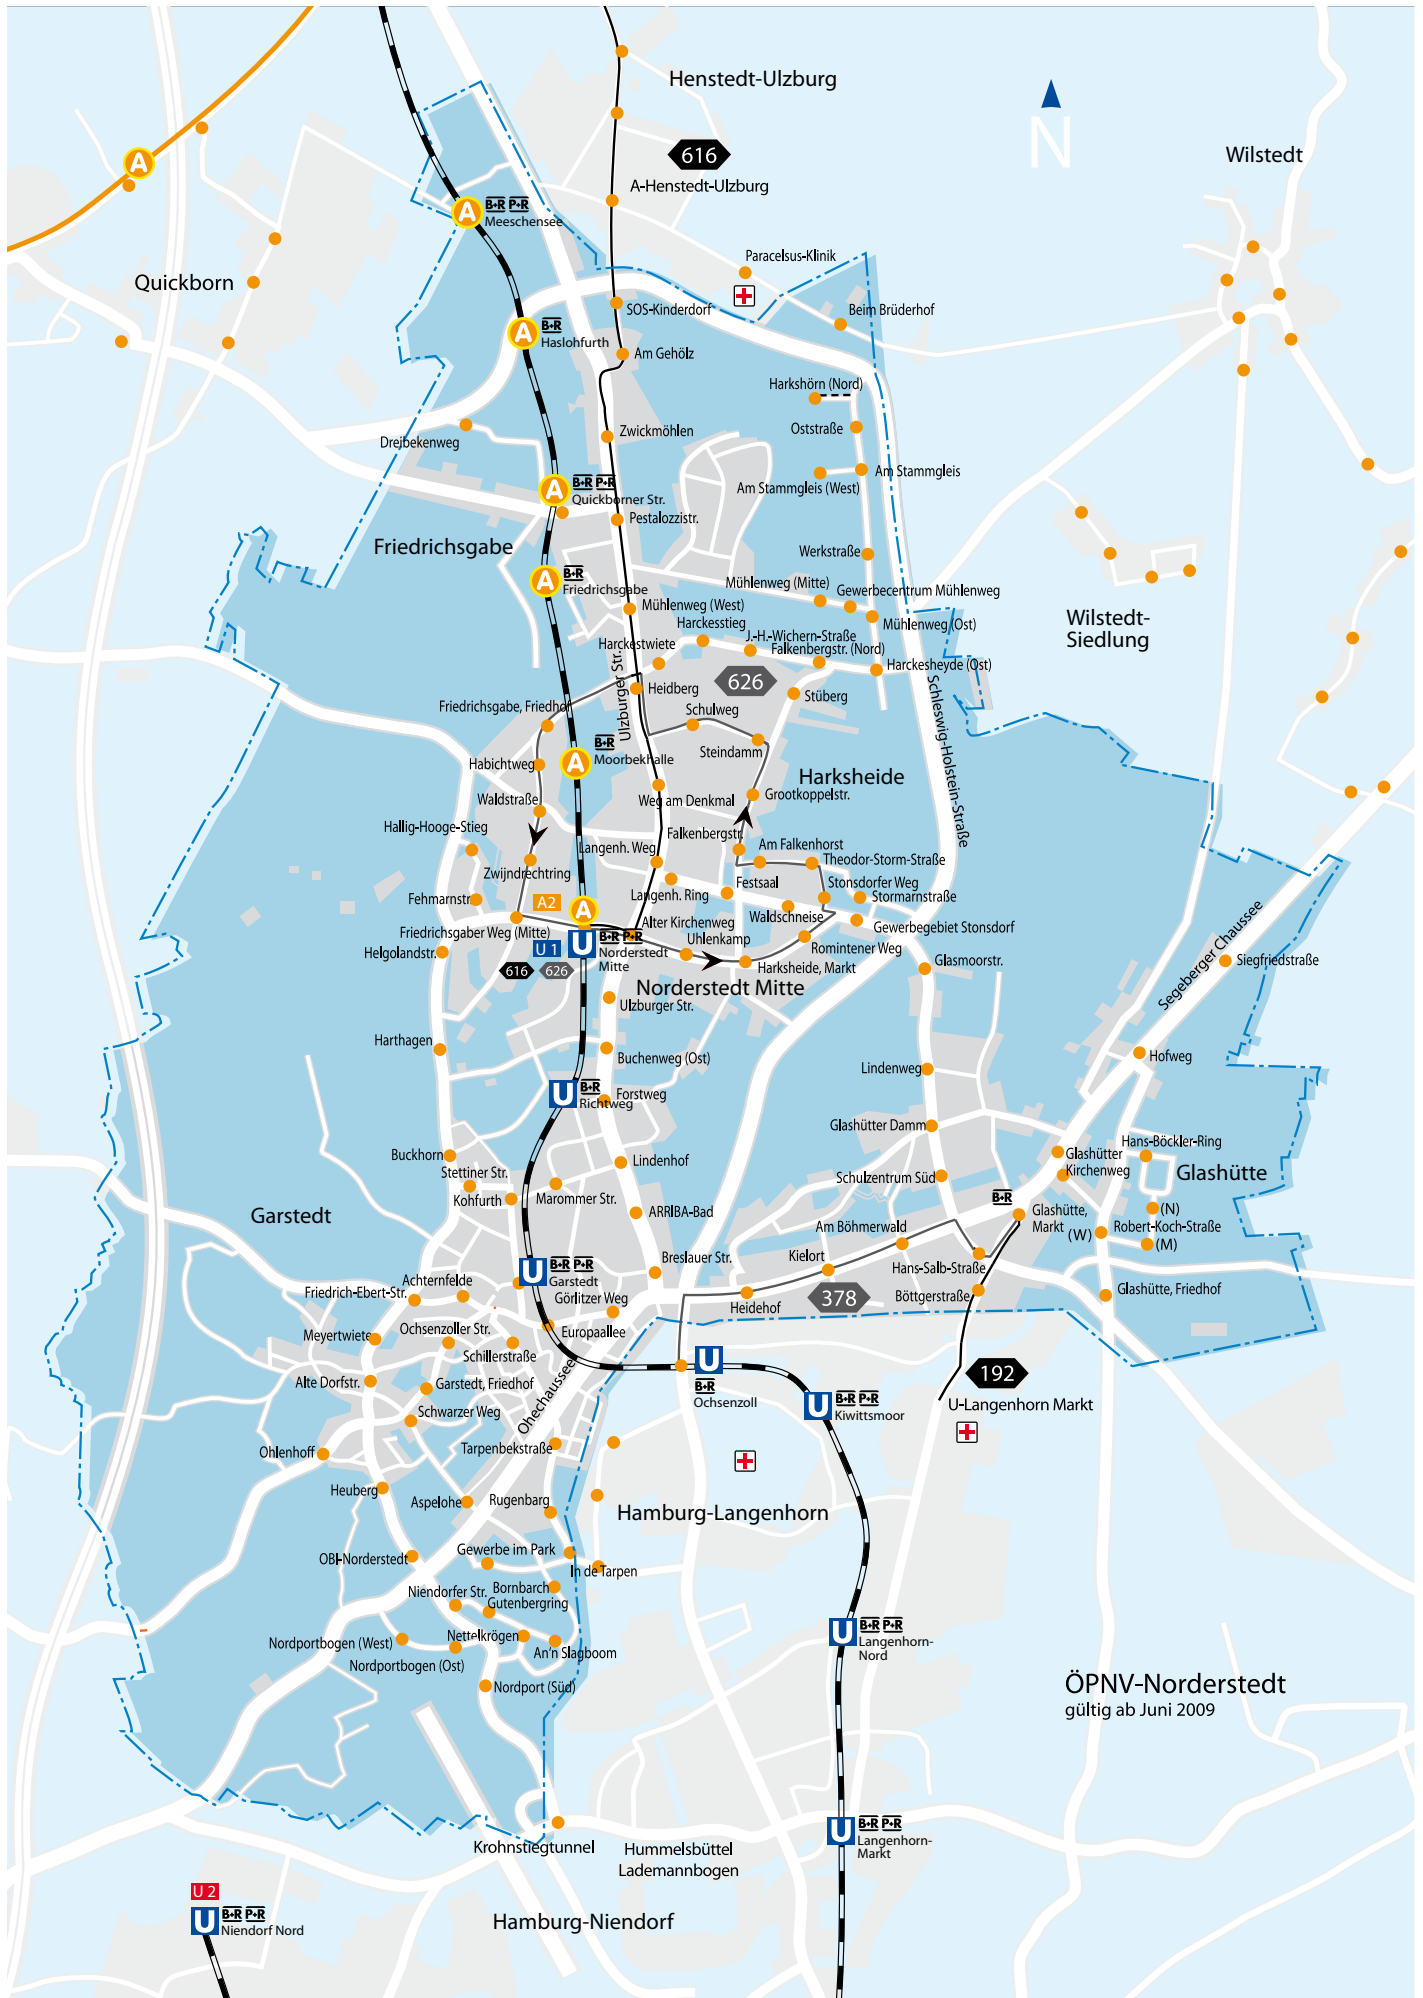 Henstedt-Ulzburg
616
A-Henstedt-Ulzburg
N
Wilstedt
A
A
B+R P+R
Meeschensee
Quickborn
Paracelsus-Klinik
SOS-Kinderdorf
Beim Brüderhof
A
B+R
Haslohfurth
Am Gehölz
Harkshörn (Nord)
Drejbekenweg
Zwickmöhlen
Oststraße
Am Stammgleis
Am Stammgleis (West)
A
B+R P+R
Quickborner Str.
Pestalozzistr.
Friedrichsgabe
Werkstraße
A
B+R
Friedrichsgabe
Mühlenweg (Mitte)
Gewerbecentrum Mühlenweg
Mühlenweg (West)
Mühlenweg (Ost)
Wilstedt-
Siedlung
Harckesstieg
J.-H.-Wichern-Straße
Harckestwiete
Falkenbergstr. (Nord)
Harckesheyde (Ost)
Ulzburger Str.
626
Heidberg
Stüberg
Schleswig-Holstein-Straße
Friedrichsgabe, Friedhof
Schulweg
Steindamm
A
B+R
Moorbekhalle
Habichtweg
Harksheide
Waldstraße
Weg am Denkmal
Grootkoppelstr.
Hallig-Hooge-Stieg
Falkenbergstr.
Am Falkenhorst
Langenh. Weg
Theodor-Storm-Straße
Zwijndrechtring
Festsaal
Stonsdorfer Weg
Fehmarnstr.
Langenh. Ring
Stormarnstraße
A2
A
Waldschneise
Friedrichsgaber Weg (Mitte)
Alter Kirchenweg
Gewerbegebiet Stonsdorf
U 1
U
B+R P+R
Norderstedt
Mitte
Uhlenkamp
Romintener Weg
Helgolandstr.
616
626
Harksheide, Markt
Glasmoorstr.
Segeberger Chaussee
Siegfriedstraße
Norderstedt Mitte
Ulzburger Str.
Harthagen
Buchenweg (Ost)
Hofweg
Lindenweg
U
B+R
Richtweg
Forstweg
Glashütter Damm
Hans-Böckler-Ring
Buckhorn
Lindenhof
Glashütter
Kirchenweg
Glashütte
Stettiner Str.
Schulzentrum Süd
Kohfurth
Marommer Str.
B+R
Garstedt
ARRIBA-Bad
Glashütte,
Markt
(N)
Am Böhmerwald
(W)
Robert-Koch-Straße
(M)
U
B+R P+R
Garstedt
Breslauer Str.
Kielort
Hans-Salb-Straße
Achternfelde
Friedrich-Ebert-Str.
Görlitzer Weg
Heidehof
378
Böttgerstraße
Glashütte, Friedhof
Meyertwiete
Ochsenzoller Str.
Europaallee
Schillerstraße
U
B+R
Ochsenzoll
192
U-Langenhorn Markt
Alte Dorfstr.
Garstedt, Friedhof
Ohechaussee
U
B+R P+R
Kiwittsmoor
Schwarzer Weg
Ohlenhoff
Tarpenbekstraße
Heuberg
Aspelohe
Rugenbarg
Hamburg-Langenhorn
OBI-Norderstedt
Gewerbe im Park
In de Tarpen
Niendorfer Str.
Bornbarch
Gutenbergring
Nordportbogen (West)
Nettelkrögen
U
B+R P+R
Langenhorn-
Nord
Nordportbogen (Ost)
An'n Slagboom
Nordport (Süd)
ÖPNV-Norderstedt
gültig ab Juni 2009
Krohnstiegtunnel
Hummelsbüttel
Lademannbogen
U
B+R P+R
Langenhorn-
Markt
U 2
U
B+R P+R
Niendorf Nord
Hamburg-Niendorf